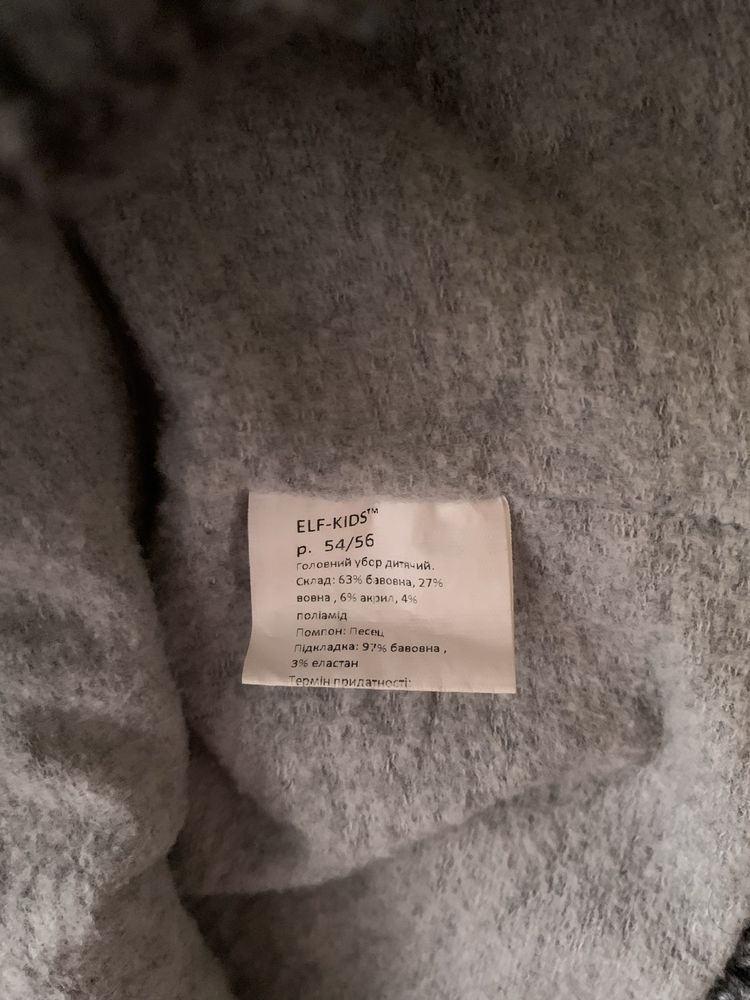 ELF-KIDS™
р. 54/56
Головний убор дитячий.
Склад: 63% бавовна, 27%
вовна , 6% акрил, 4%
поліамід
Помпон: Песец
Підкладка: 97% бавовна ,
3% еластан
Термін придатності: